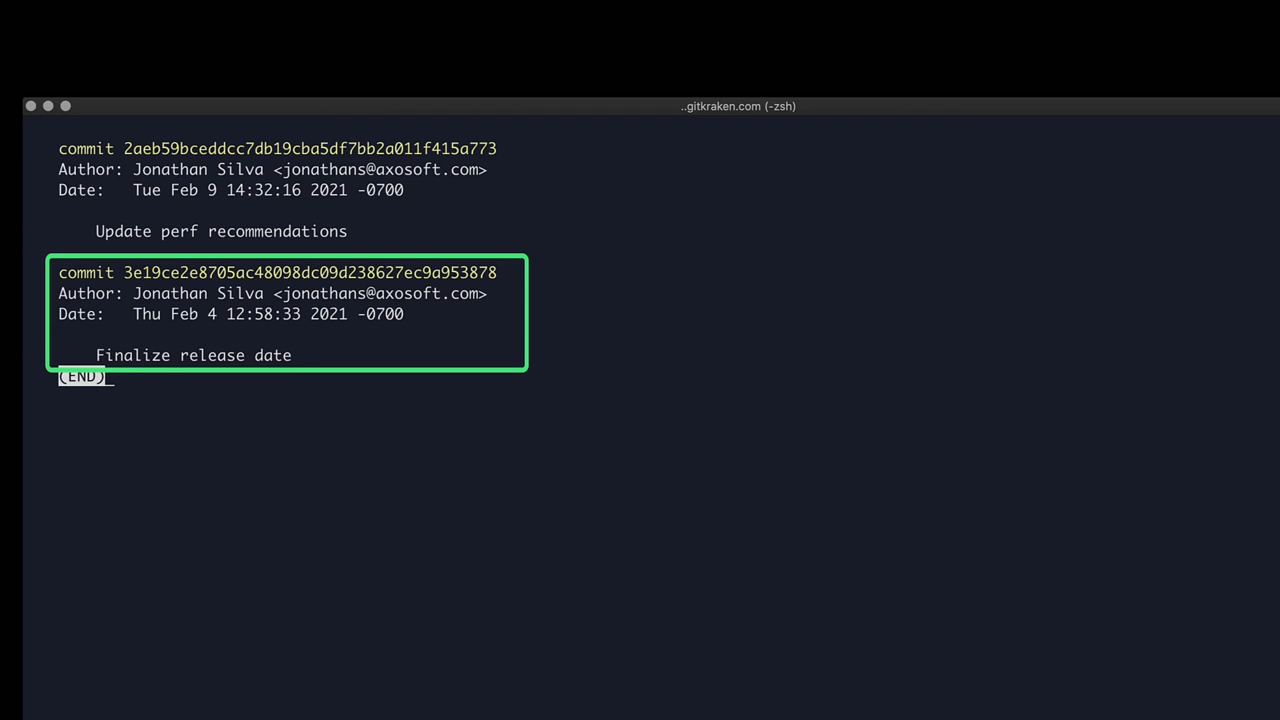 ..gitkraken.com (-zsh)
commit 2aeb59bceddcc7db19cba5df7bb2a011f415a773
Author: Jonathan Silva <jonathans@axosoft.com>
Date:   Tue Feb 9 14:32:16 2021 -0700
Update perf recommendations
commit 3e19ce2e8705ac48098dc09d238627ec9a953878
Author: Jonathan Silva <jonathans@axosoft.com>
Date:   Thu Feb 4 12:58:33 2021 -0700
Finalize release date
(END)_